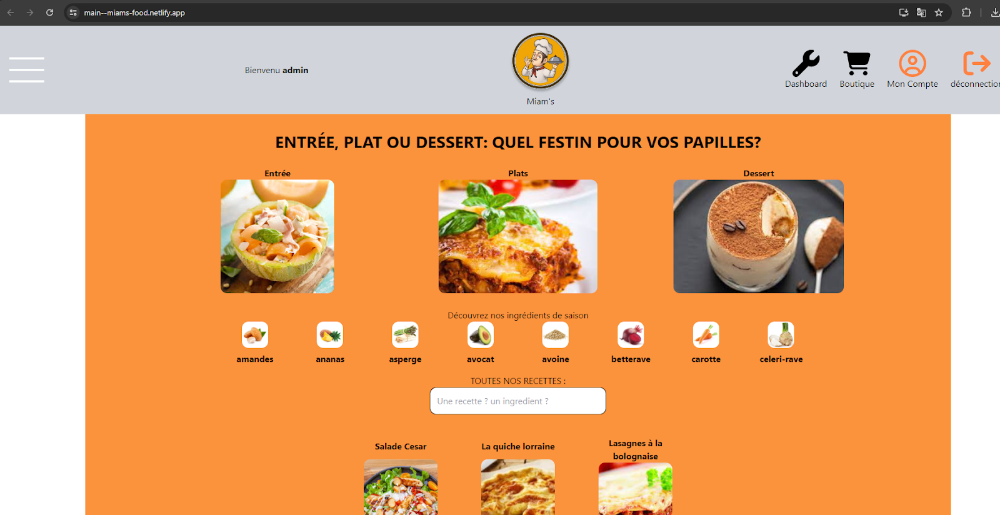 main--miams-food.netlify.app
Bienvenu admin
Miam's
Dashboard
Boutique
Mon Compte
déconnection
ENTRÉE, PLAT OU DESSERT: QUEL FESTIN POUR VOS PAPILLES?
Entrée
Plats
Dessert
Découvrez nos ingrédients de saison
amandes
ananas
asperge
avocat
avoine
betterave
carotte
celeri-rave
TOUTES NOS RECETTES :
Une recette ? un ingredient ?
Salade Cesar
La quiche lorraine
Lasagnes à la
bolognaise